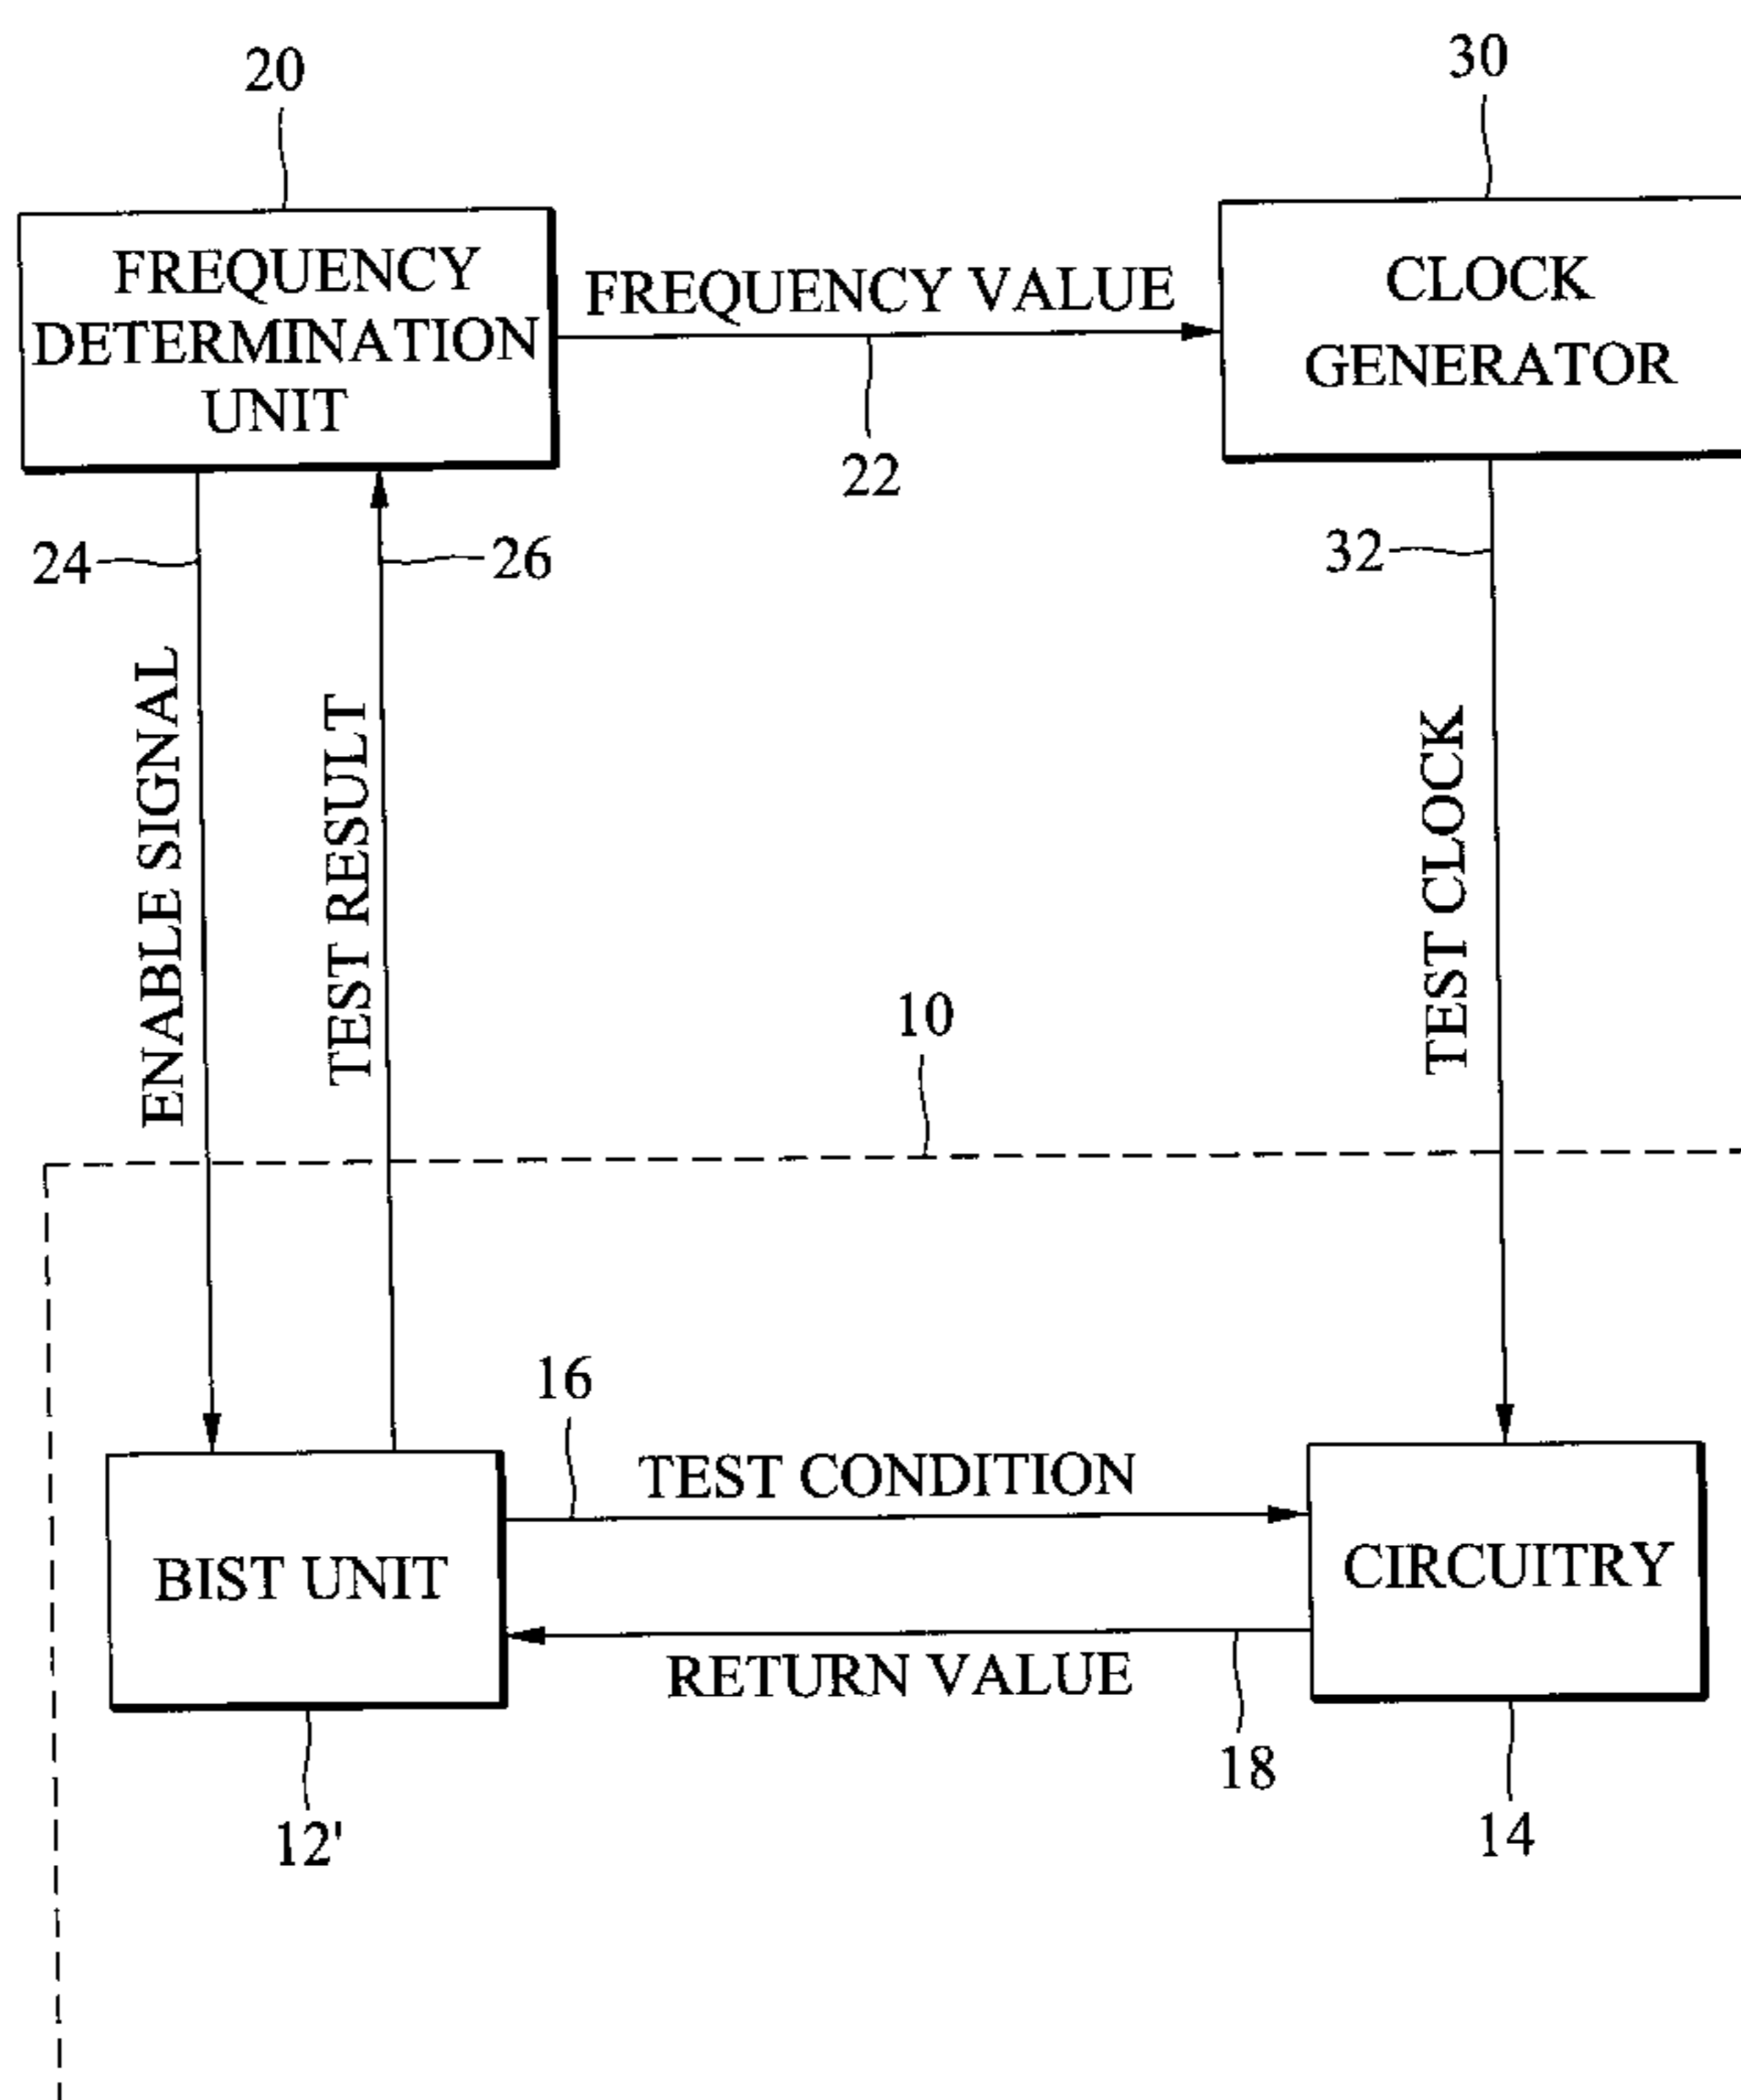 20
30
FREQUENCY
DETERMINATION
UNIT
FREQUENCY VALUE
CLOCK
GENERATOR
22
24
26
32
ENABLE SIGNAL
TEST RESULT
TEST CLOCK
10
16
TEST CONDITION
BIST UNIT
CIRCUITRY
RETURN VALUE
18
12'
14